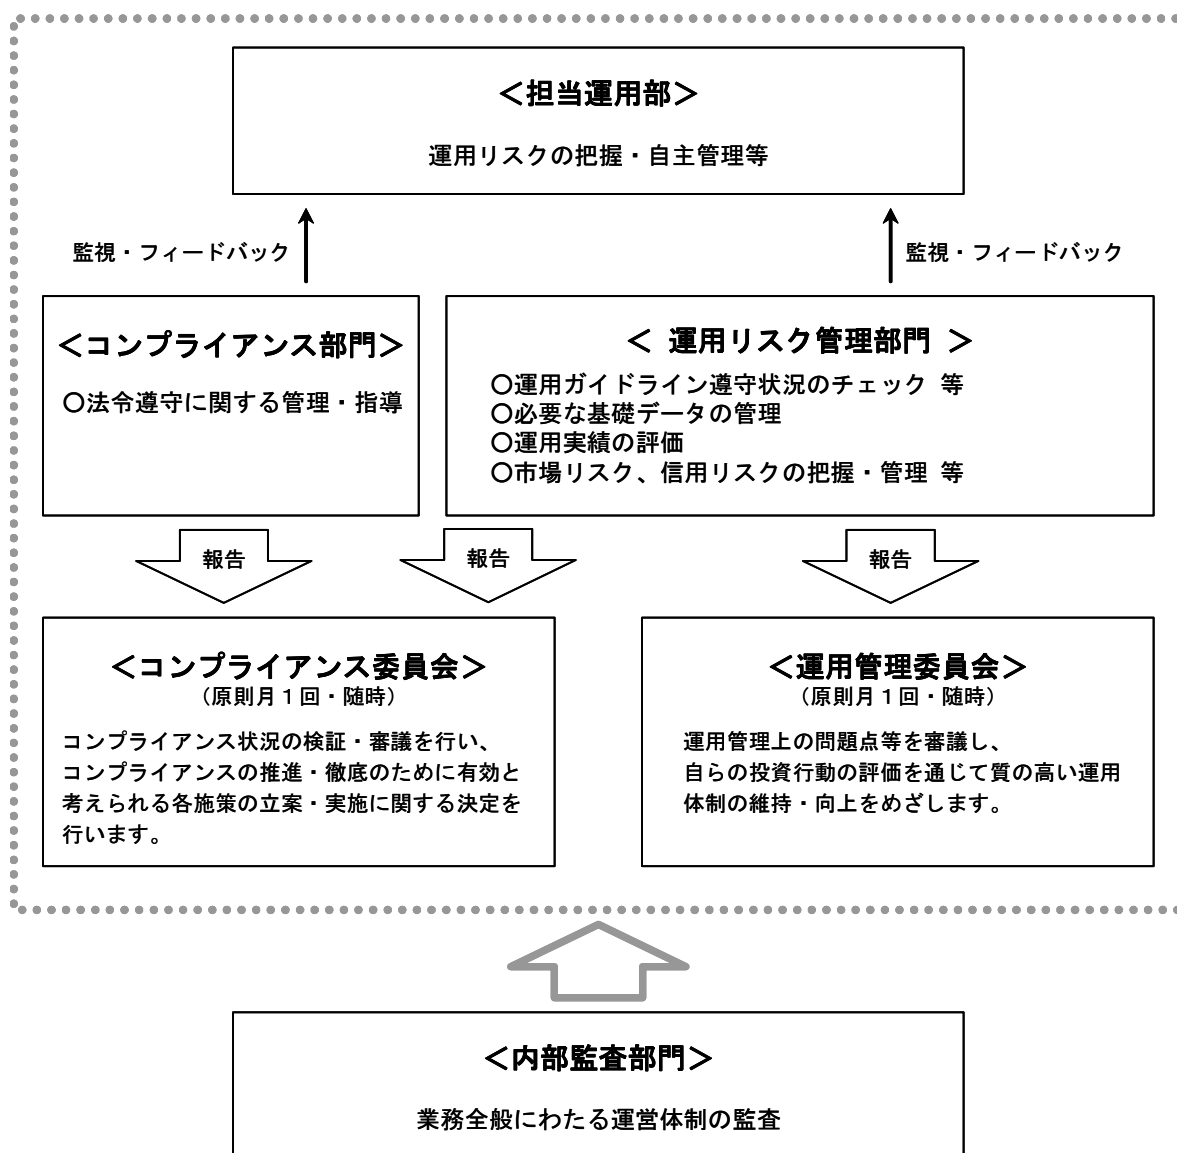 ＜担当運用部＞
運用リスクの把握・自主管理等
監視・フィードバック
監視・フィードバック
＜コンプライアンス部門＞
〇法令遵守に関する管理・指導
＜ 運用リスク管理部門 ＞
〇運用ガイドライン遵守状況のチェック 等
〇必要な基礎データの管理
〇運用実績の評価
〇市場リスク、信用リスクの把握・管理 等
報告
報告
報告
＜コンプライアンス委員会＞
（原則月１回・随時）
コンプライアンス状況の検証・審議を行い、
コンプライアンスの推進・徹底のために有効と
考えられる各施策の立案・実施に関する決定を
行います。
＜運用管理委員会＞
（原則月１回・随時）
運用管理上の問題点等を審議し、
自らの投資行動の評価を通じて質の高い運用
体制の維持・向上をめざします。
＜内部監査部門＞
業務全般にわたる運営体制の監査